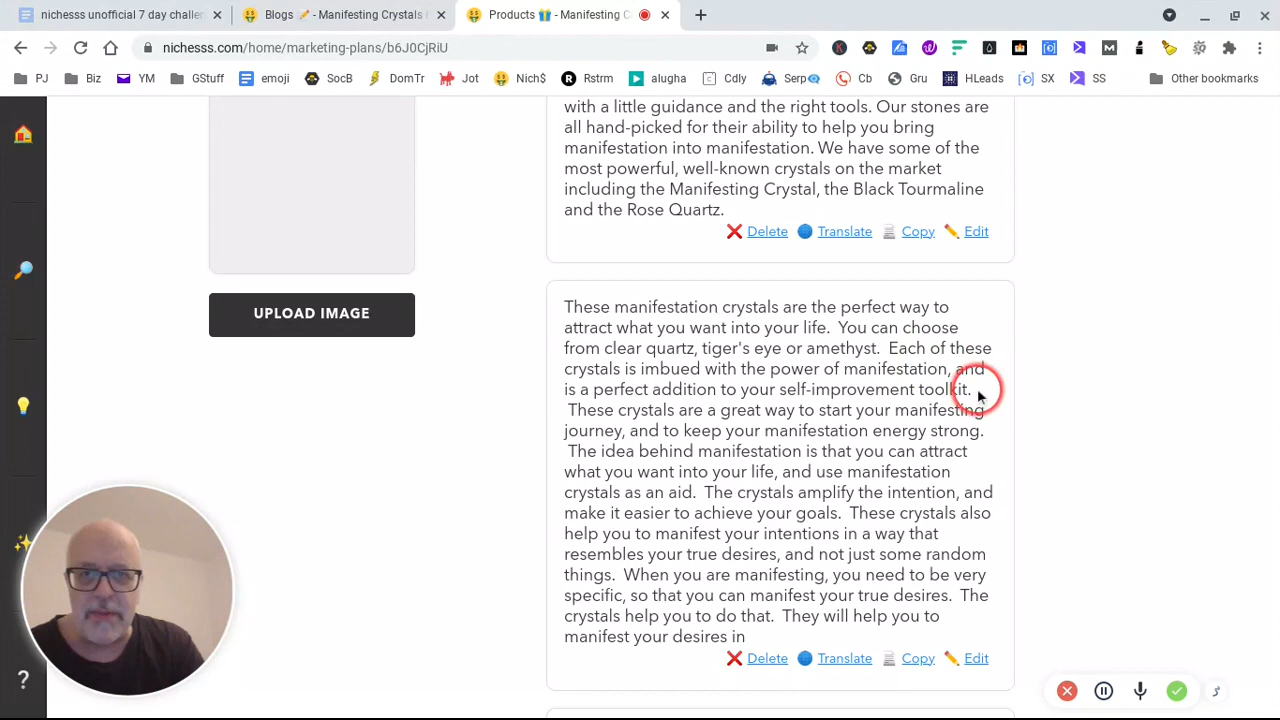 nichesss unofficial 7 day challer
Blogs 📝 - Manifesting Crystals
Products 🎁 - Manifesting C
nichesss.com/home/marketing-plans/b6J0CjRiU
PJ
Biz
YM
GStuff
emoji
SocB
DomTr
Jot
Nich$
Rstrm
alugha
Cdly
Serp
Cb
Gru
HLeads
SX
SS
Other bookmarks
with a little guidance and the right tools. Our stones are
all hand-picked for their ability to help you bring
manifestation into manifestation. We have some of the
most powerful, well-known crystals on the market
including the Manifesting Crystal, the Black Tourmaline
and the Rose Quartz.
Delete Translate Copy Edit
UPLOAD IMAGE
These manifestation crystals are the perfect way to
attract what you want into your life. You can choose
from clear quartz, tiger's eye or amethyst. Each of these
crystals is imbued with the power of manifestation, and
is a perfect addition to your self-improvement toolkit.
These crystals are a great way to start your manifesting
journey, and to keep your manifestation energy strong.
The idea behind manifestation is that you can attract
what you want into your life, and use manifestation
crystals as an aid. The crystals amplify the intention, and
make it easier to achieve your goals. These crystals also
help you to manifest your intentions in a way that
resembles your true desires, and not just some random
things. When you are manifesting, you need to be very
specific, so that you can manifest your true desires. The
crystals help you to do that. They will help you to
manifest your desires in
Delete Translate Copy Edit